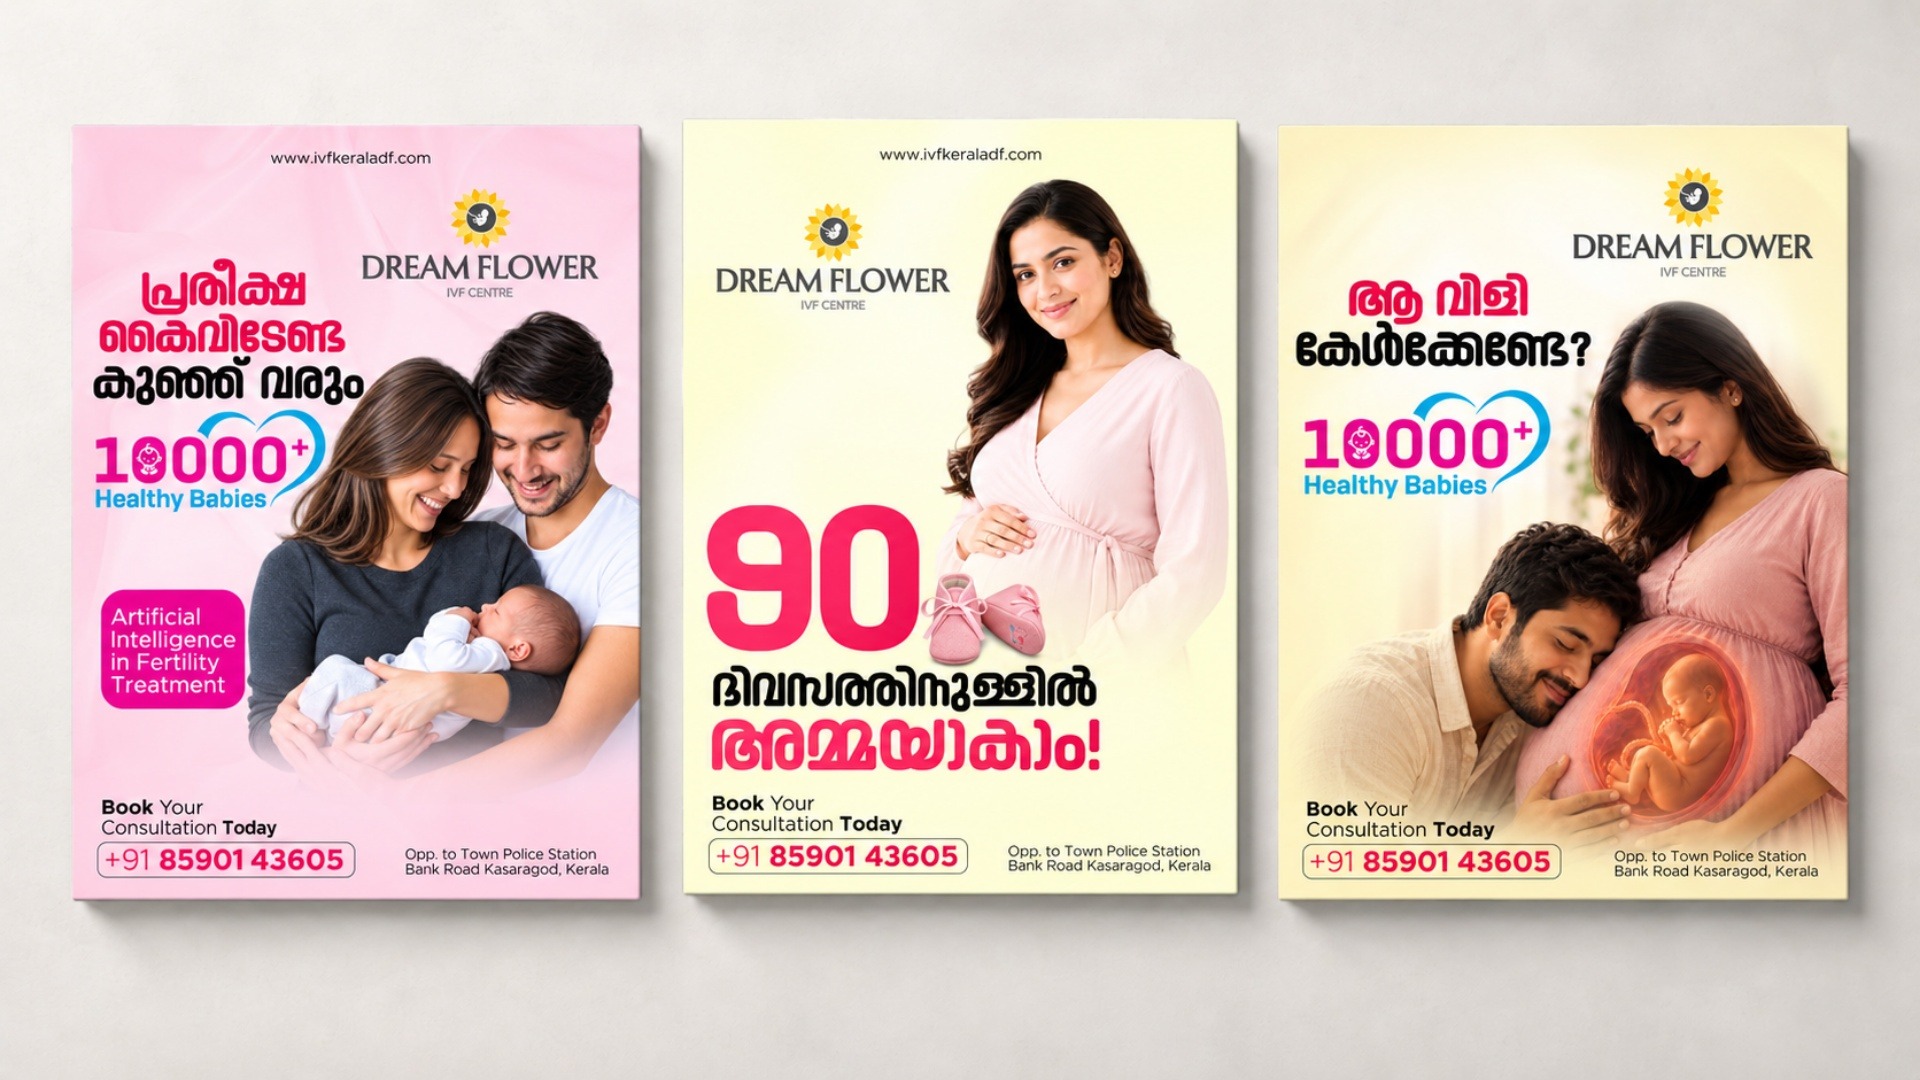 www.ivfkeraladf.com
DREAM FLOWER
IVF CENTRE
പ്രതീക്ഷ
കൈവിടേണ്ട
കുഞ്ഞ് വരും
10000+
Healthy Babies
Artificial
Intelligence
in Fertility
Treatment
Book Your
Consultation Today
+91 85901 43605
Opp. to Town Police Station
Bank Road Kasaragod, Kerala
www.ivfkeraladf.com
DREAM FLOWER
IVF CENTRE
90
ദിവസത്തിനുള്ളിൽ
അമ്മയാകാം!
Book Your
Consultation Today
+91 85901 43605
Opp. to Town Police Station
Bank Road Kasaragod, Kerala
DREAM FLOWER
IVF CENTRE
ആ വിളി
കേൾക്കേണ്ടേ?
10000+
Healthy Babies
Book Your
Consultation Today
+91 85901 43605
Opp. to Town Police Station
Bank Road Kasaragod, Kerala